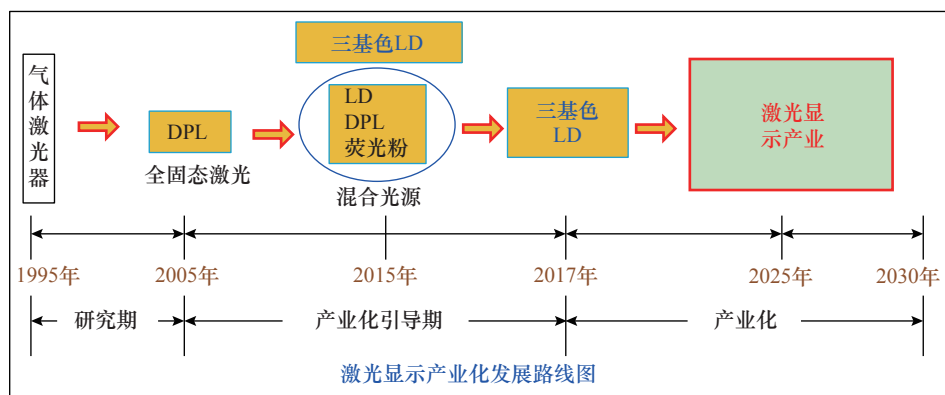 三基色LD
气体激光器
DPL
全固态激光
LD
DPL
荧光粉
混合光源
三基色
LD
激光显
示产业
1995年
2005年
2015年
2017年
2025年
2030年
研究期
产业化引导期
产业化
激光显示产业化发展路线图